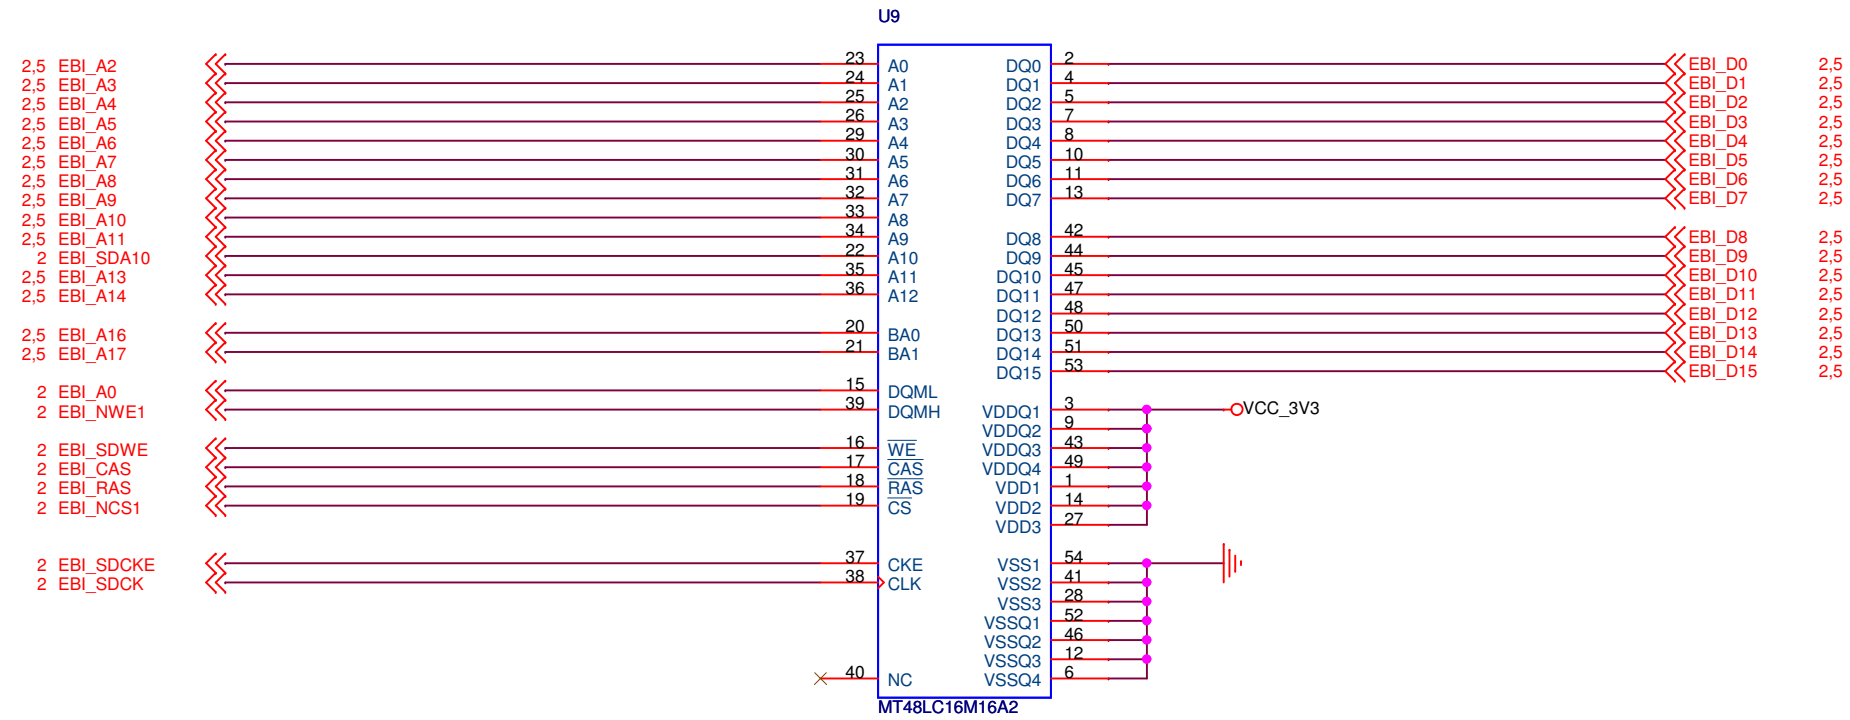 U9
2,5 EBI_A2 23 A0 DQ0 2 EBI_D0 2,5
2,5 EBI_A3 24 A1 DQ1 4 EBI_D1 2,5
2,5 EBI_A4 25 A2 DQ2 5 EBI_D2 2,5
2,5 EBI_A5 26 A3 DQ3 7 EBI_D3 2,5
2,5 EBI_A6 29 A4 DQ4 8 EBI_D4 2,5
2,5 EBI_A7 30 A5 DQ5 10 EBI_D5 2,5
2,5 EBI_A8 31 A6 DQ6 11 EBI_D6 2,5
2,5 EBI_A9 32 A7 DQ7 13 EBI_D7 2,5
2,5 EBI_A10 33 A8
2,5 EBI_A11 34 A9 DQ8 42 EBI_D8 2,5
2 EBI_SDA10 22 A10 DQ9 44 EBI_D9 2,5
2,5 EBI_A13 35 A11 DQ10 45 EBI_D10 2,5
2,5 EBI_A14 36 A12 DQ11 47 EBI_D11 2,5
DQ12 48 EBI_D12 2,5
2,5 EBI_A16 20 BA0 DQ13 50 EBI_D13 2,5
2,5 EBI_A17 21 BA1 DQ14 51 EBI_D14 2,5
DQ15 53 EBI_D15 2,5
2 EBI_A0 15 DQML
2 EBI_NWE1 39 DQMH VDDQ1 3 VCC_3V3
VDDQ2 9
2 EBI_SDWE 16 WE VDDQ3 43
2 EBI_CAS 17 CAS VDDQ4 49
2 EBI_RAS 18 RAS VDD1 1
2 EBI_NCS1 19 CS VDD2 14
VDD3 27
2 EBI_SDCKE 37 CKE VSS1 54
2 EBI_SDCK 38 CLK VSS2 41
VSS3 28
VSSQ1 52
VSSQ2 46
VSSQ3 12
40 NC VSSQ4 6
MT48LC16M16A2